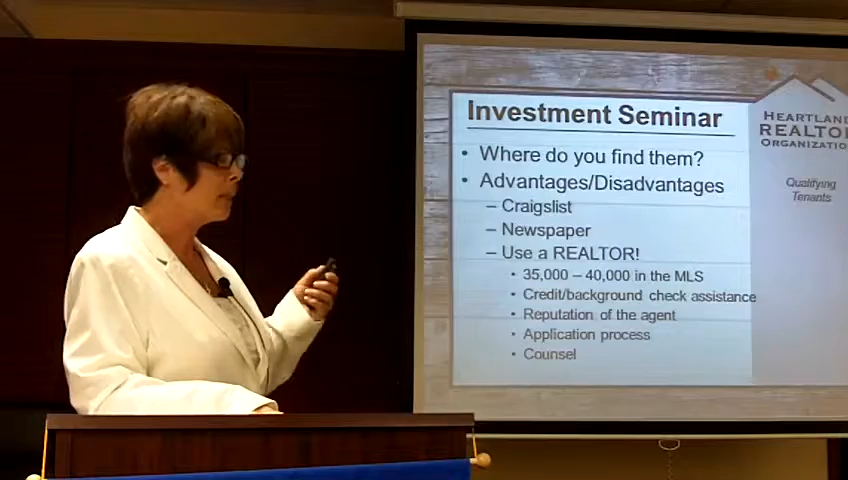 Investment Seminar
• Where do you find them?
• Advantages/Disadvantages
– Craigslist
– Newspaper
– Use a REALTOR!
• 35,000 – 40,000 in the MLS
• Credit/background check assistance
• Reputation of the agent
• Application process
• Counsel
HEARTLAND
REALTOR
ORGANIZATION
Qualifying
Tenants